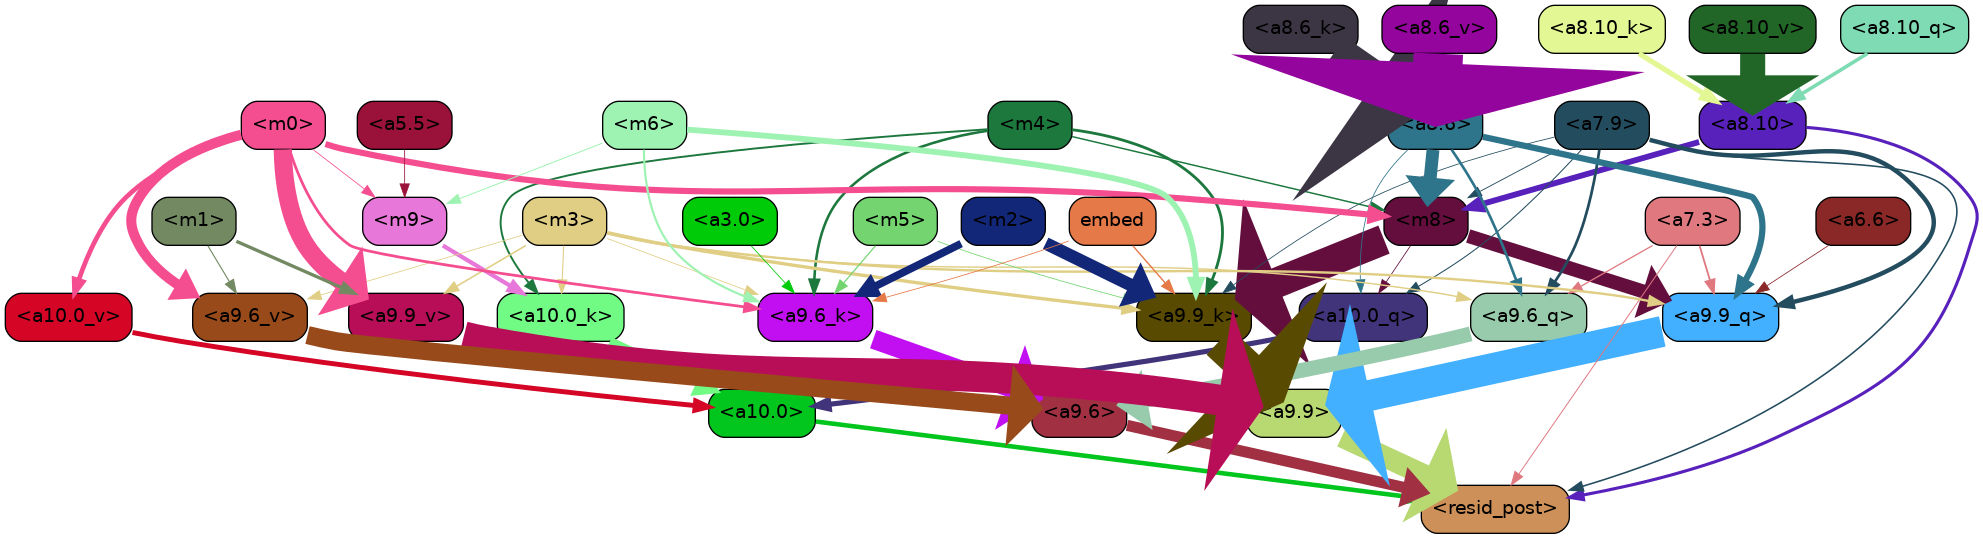 <a8.6_k> <a8.6_v> <a8.10_k> <a8.10_v> <a8.10_q>
<m0> <a5.5> <m6> <m4> <a8.6> <a7.9> <a8.10>
<m1> <m9> <m3> <a3.0> <m5> <m2> embed <m8> <a7.3> <a6.6>
<a10.0_v> <a9.6_v> <a9.9_v> <a10.0_k> <a9.6_k> <a9.9_k> <a10.0_q> <a9.6_q> <a9.9_q>
<a10.0> <a9.6> <a9.9>
<resid_post>